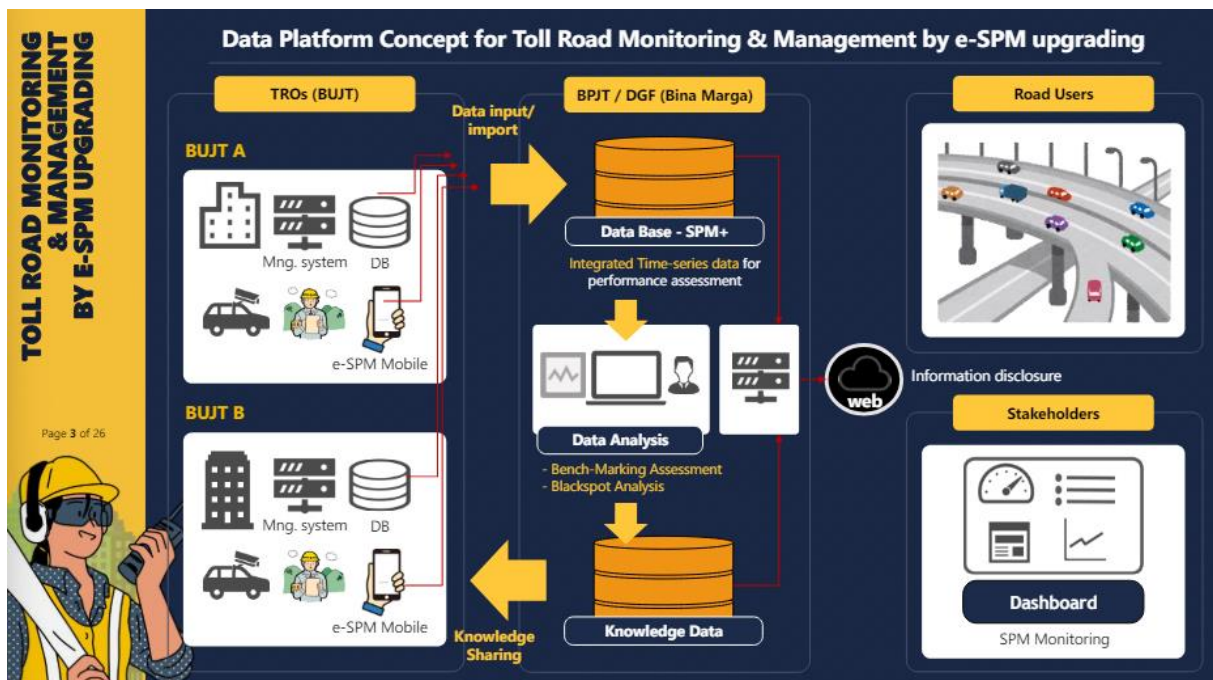 TOLL ROAD MONITORING
& MANAGEMENT
BY E-SPM UPGRADING
Page 3 of 26
Data Platform Concept for Toll Road Monitoring & Management by e-SPM upgrading
TROs (BUJT)
BUJT A
Mng. system
DB
e-SPM Mobile
BUJT B
Mng. system
DB
e-SPM Mobile
Data input/
import
Knowledge
Sharing
BPJT / DGF (Bina Marga)
Data Base - SPM+
Integrated Time-series data for
performance assessment
Data Analysis
- Bench-Marking Assessment
- Blackspot Analysis
Knowledge Data
web
Information disclosure
Road Users
Stakeholders
Dashboard
SPM Monitoring